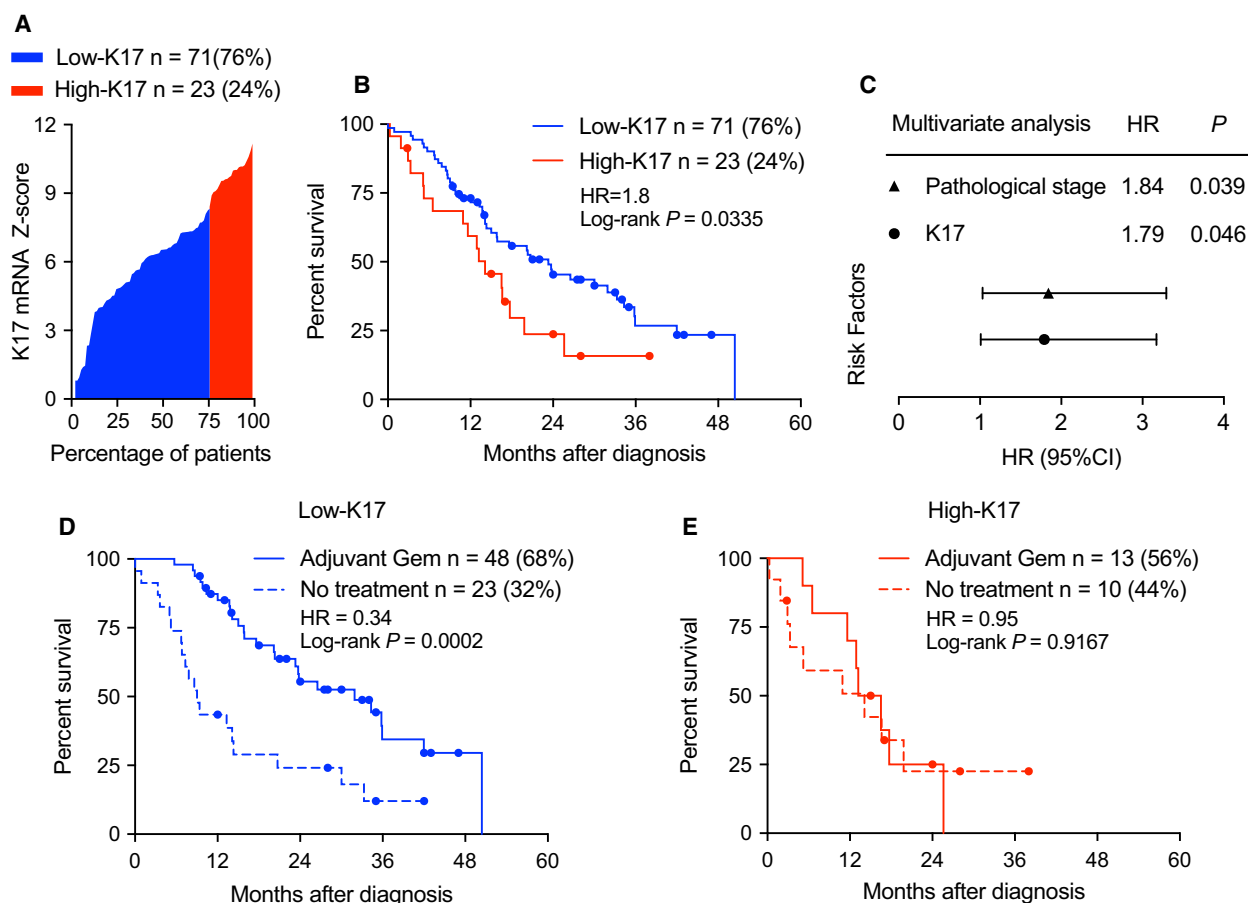 A
Low-K17 n = 71(76%)
High-K17 n = 23 (24%)
K17 mRNA Z-score
12
9
6
3
0
0 25 50 75 100
Percentage of patients
B
Low-K17 n = 71 (76%)
High-K17 n = 23 (24%)
HR=1.8
Log-rank P = 0.0335
Percent survival
100
75
50
25
0
0 12 24 36 48 60
Months after diagnosis
C
Multivariate analysis HR P
Pathological stage 1.84 0.039
K17 1.79 0.046
Risk Factors
0 1 2 3 4
HR (95%CI)
D
Low-K17
Adjuvant Gem n = 48 (68%)
No treatment n = 23 (32%)
HR = 0.34
Log-rank P = 0.0002
Percent survival
100
75
50
25
0
0 12 24 36 48 60
Months after diagnosis
E
High-K17
Adjuvant Gem n = 13 (56%)
No treatment n = 10 (44%)
HR = 0.95
Log-rank P = 0.9167
Percent survival
100
75
50
25
0
0 12 24 36 48 60
Months after diagnosis